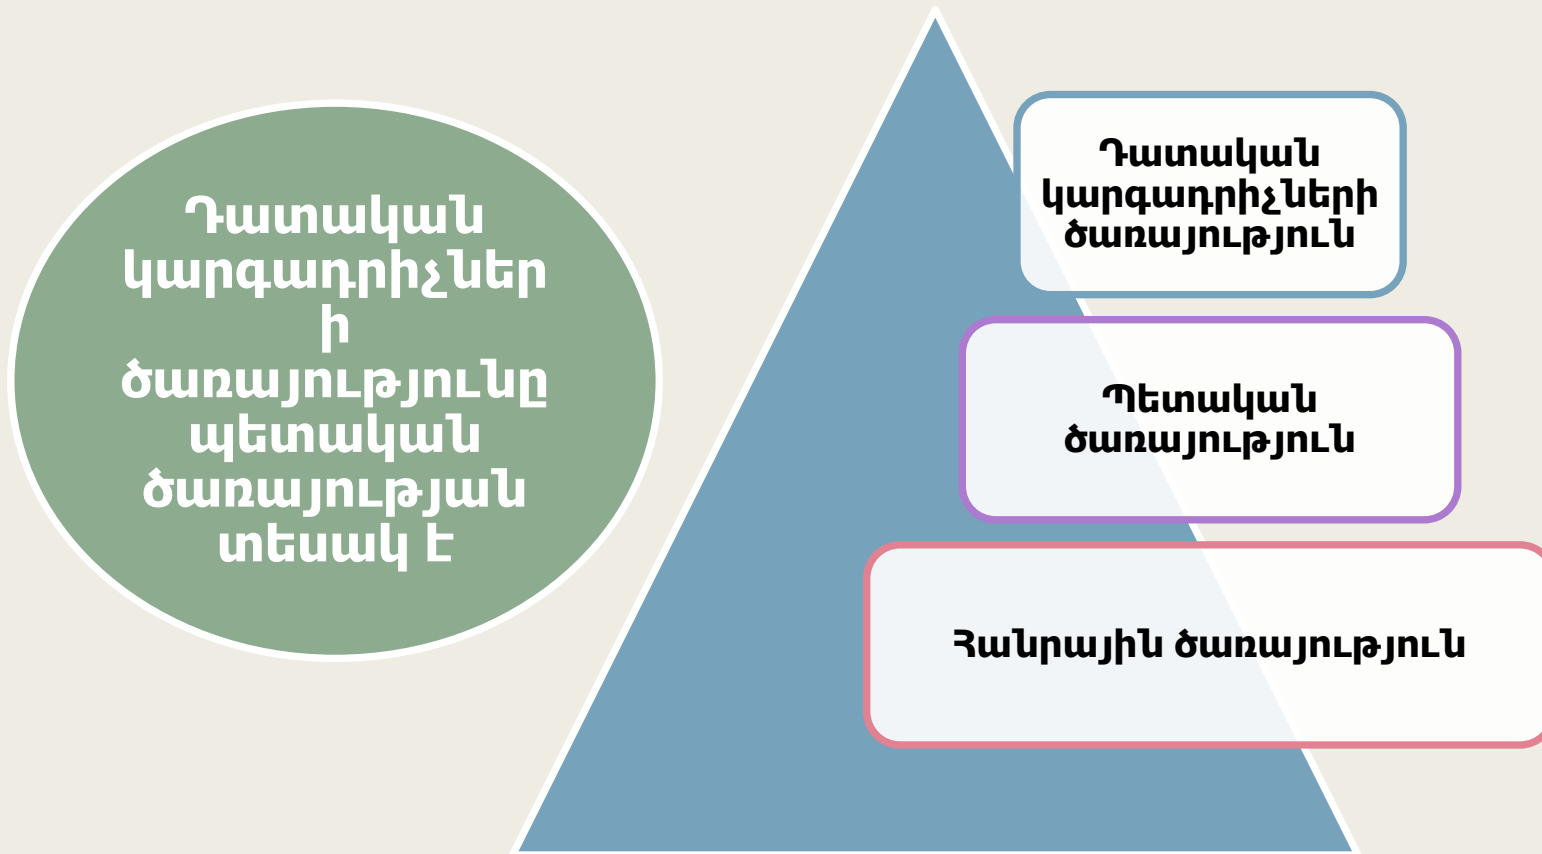 Դատական
կարգադրիչներ
ի
ծառայությունը
պետական
ծառայության
տեսակ է
Դատական
կարգադրիչների
ծառայություն
Պետական
ծառայություն
Հանրային ծառայություն